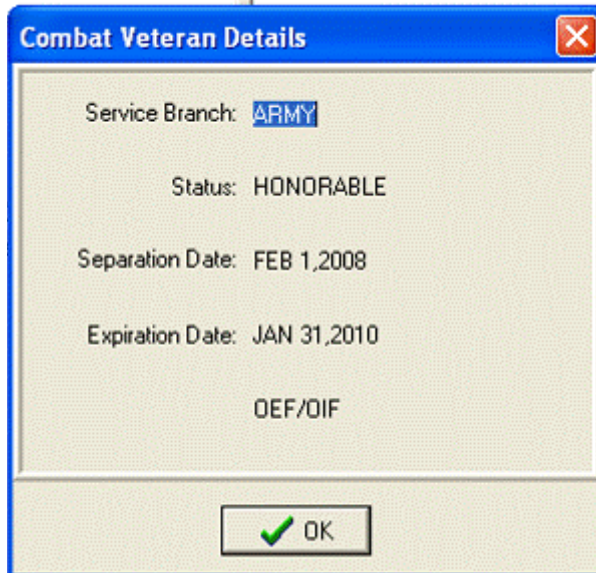 Combat Veteran Details
Service Branch: ARMY
Status: HONORABLE
Separation Date: FEB 1,2008
Expiration Date: JAN 31,2010
OEF/OIF
OK